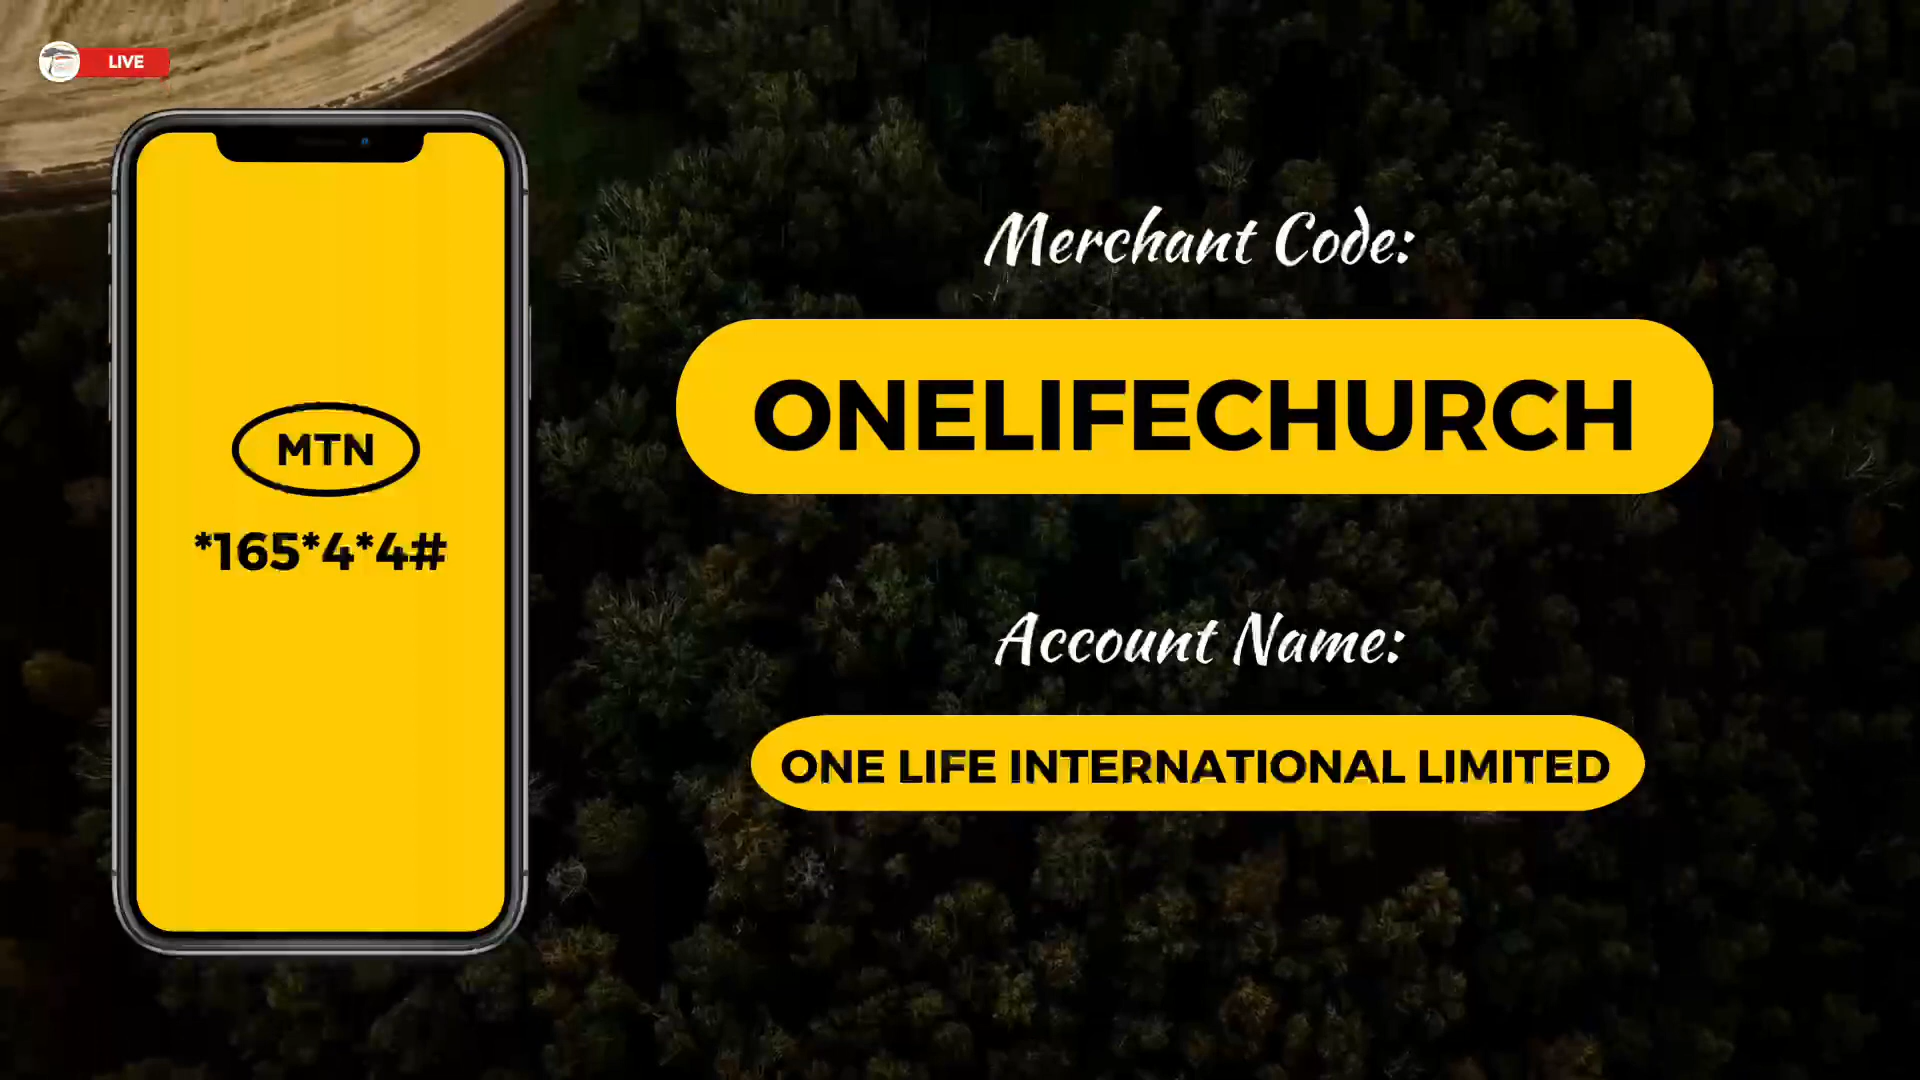 LIVE
MTN
*165*4*4#
Merchant Code:
ONELIFECHURCH
Account Name:
ONE LIFE INTERNATIONAL LIMITED